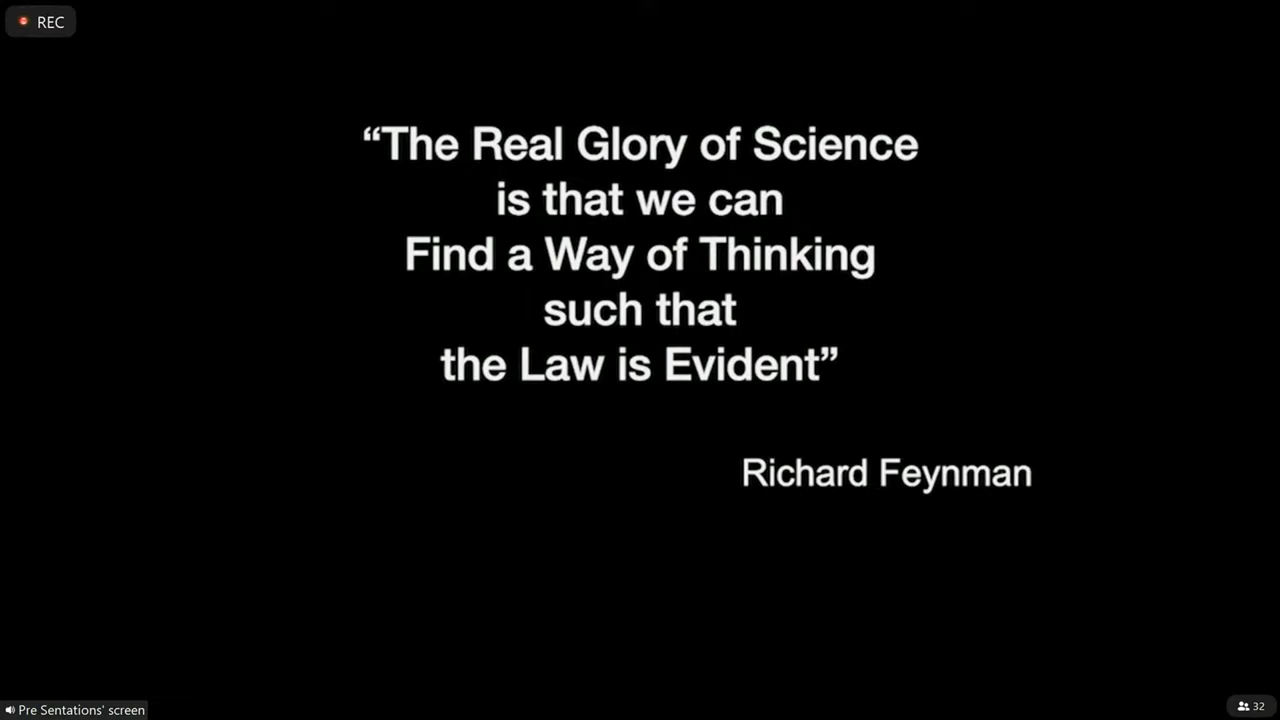 REC
“The Real Glory of Science
is that we can
Find a Way of Thinking
such that
the Law is Evident”
Richard Feynman
Pre Sentations' screen
32